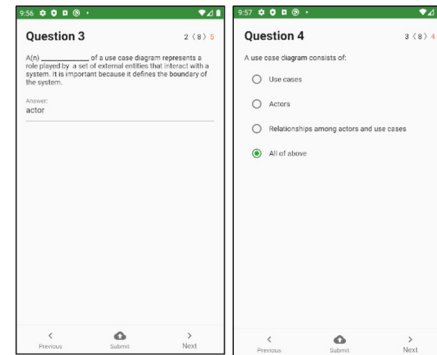 9:56
Question 3
2 ( 8 ) 5
A(n) ______________ of a use case diagram represents a
role played by a set of external entities that interact with a
system. It is important because it defines the boundary of
the system.
Answer:
actor
Previous
Submit
Next
9:57
Question 4
3 ( 8 ) 4
A use case diagram consists of:
Use cases
Actors
Relationships among actors and use cases
All of above
Previous
Submit
Next